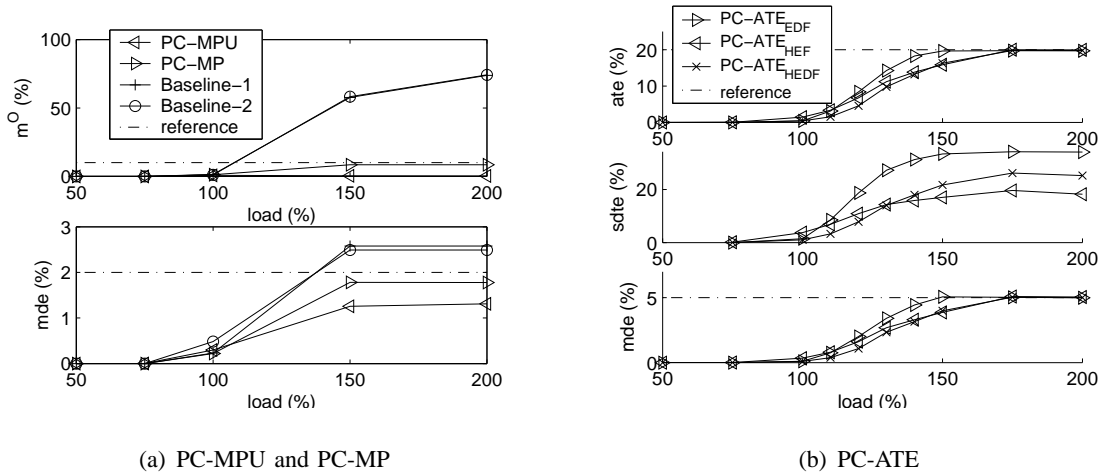 100
50
0
m^O (%)
PC−MPU
PC−MP
Baseline−1
Baseline−2
reference
50 100 150 200
load (%)
3
2
1
0
mde (%)
50 100 150 200
load (%)
(a) PC-MPU and PC-MP
PC−ATE_EDF
PC−ATE_HEF
PC−ATE_HEDF
reference
20
10
0
ate (%)
50 100 150 200
20
0
sdte (%)
50 100 150 200
5
0
mde (%)
50 100 150 200
load (%)
(b) PC-ATE